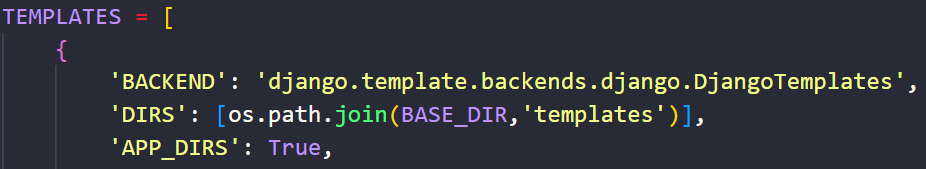 TEMPLATES = [
    {
        'BACKEND': 'django.template.backends.django.DjangoTemplates',
        'DIRS': [os.path.join(BASE_DIR,'templates')],
        'APP_DIRS': True,